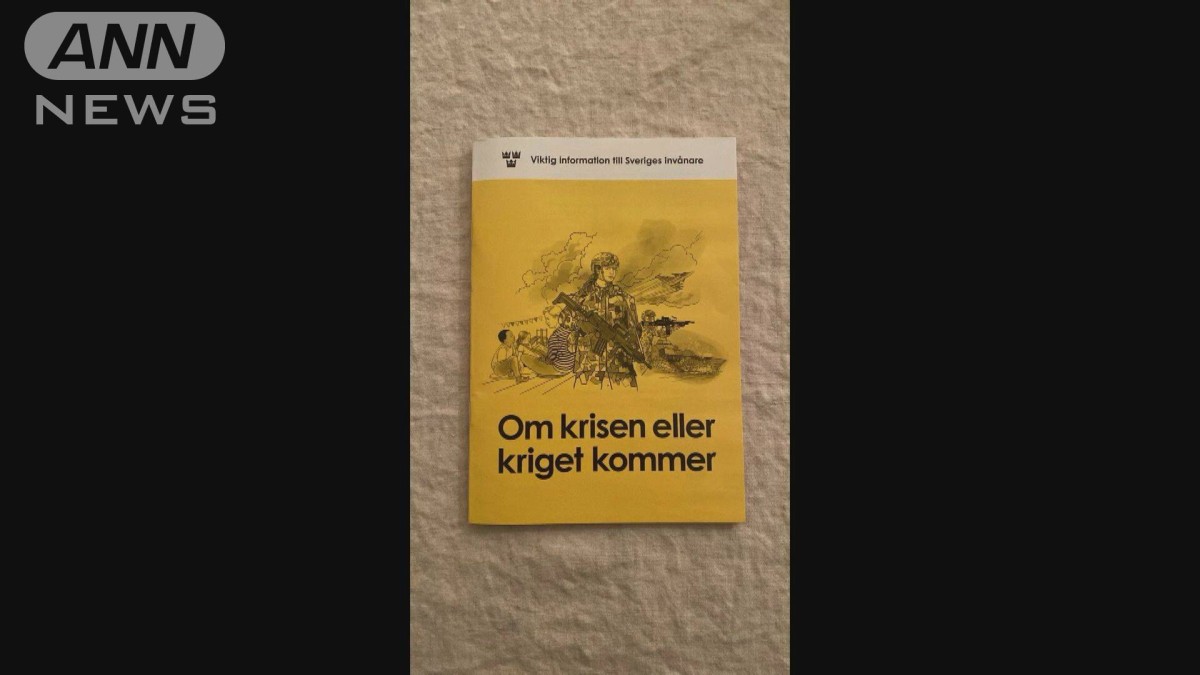 ANN
NEWS
Viktig information till Sveriges invånare
Om krisen eller
kriget kommer